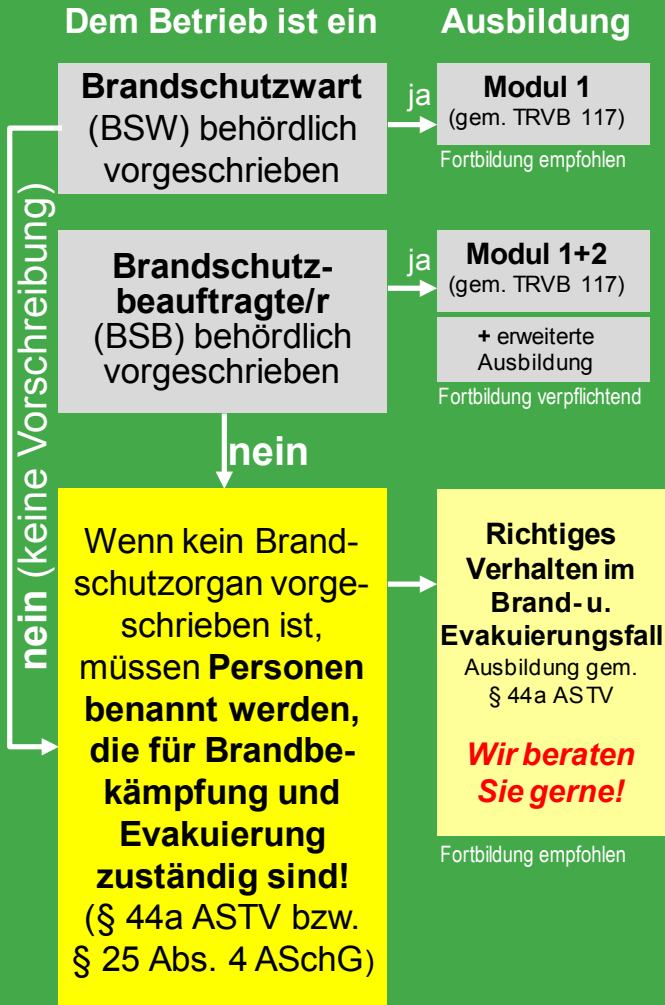 Dem Betrieb ist ein
Ausbildung
Brandschutzwart
(BSW) behördlich
vorgeschrieben
ja
Modul 1
(gem. TRVB 117)
Fortbildung empfohlen
nein (keine Vorschreibung)
Brandschutz-
beauftragte/r
(BSB) behördlich
vorgeschrieben
ja
Modul 1+2
(gem. TRVB 117)
+ erweiterte
Ausbildung
Fortbildung verpflichtend
nein
Wenn kein Brand-
schutzorgan vorge-
schrieben ist,
müssen Personen
benannt werden,
die für Brandbe-
kämpfung und
Evakuierung
zuständig sind!
(§ 44a ASTV bzw.
§ 25 Abs. 4 ASchG)
Richtiges
Verhalten im
Brand- u.
Evakuierungsfall
Ausbildung gem.
§ 44a ASTV
Wir beraten
Sie gerne!
Fortbildung empfohlen